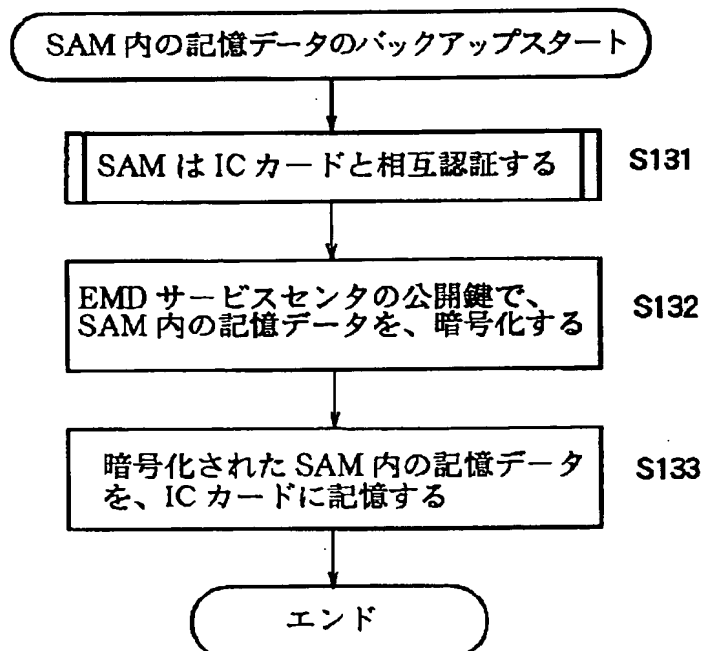 SAM 内の記憶データのバックアップスタート
SAM は IC カードと相互認証する
S131
EMD サービスセンタの公開鍵で、
SAM 内の記憶データを、暗号化する
S132
暗号化された SAM 内の記憶データ
を、IC カードに記憶する
S133
エンド